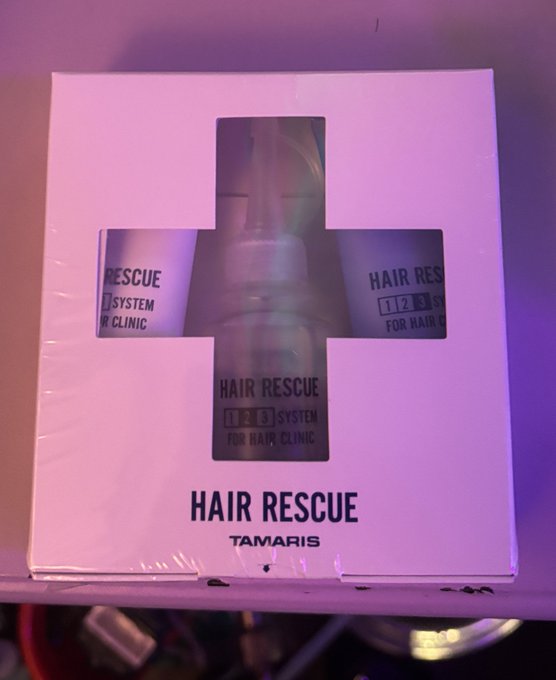 RESCUE
SYSTEM
CLINIC
HAIR RES
1 2 3 SY
FOR HAIR C
HAIR RESCUE
1 2 3 SYSTEM
FOR HAIR CLINIC
HAIR RESCUE
TAMARIS